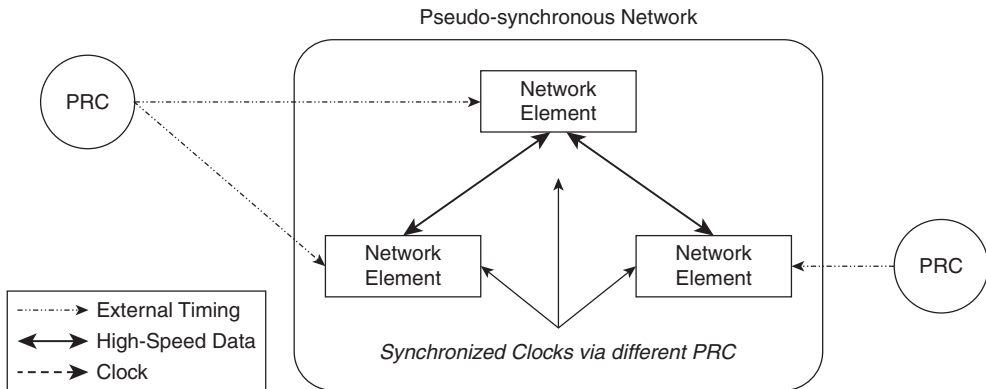 Pseudo-synchronous Network
PRC
Network
Element
Network
Element
Network
Element
PRC
Synchronized Clocks via different PRC
External Timing
High-Speed Data
Clock